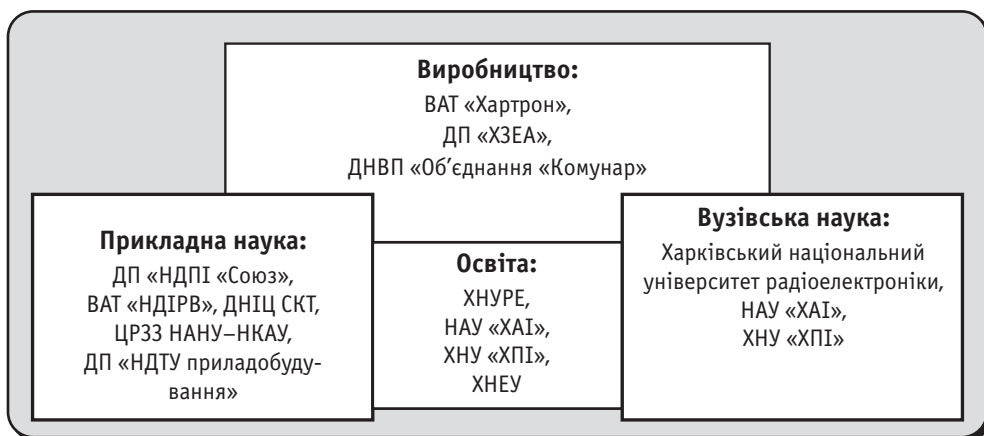 Виробництво:
ВАТ «Хартрон»,
ДП «ХЗЕА»,
ДНВП «Об’єднання «Комунар»
Прикладна наука:
ДП «НДПІ «Союз»,
ВАТ «НДІРВ», ДНІЦ СКТ,
ЦРЗЗ НАНУ–НКАУ,
ДП «НДТУ приладобуду-
вання»
Освіта:
ХНУРЕ,
НАУ «ХАІ»,
ХНУ «ХПІ»,
ХНЕУ
Вузівська наука:
Харківський національний
університет радіоелектроніки,
НАУ «ХАІ»,
ХНУ «ХПІ»